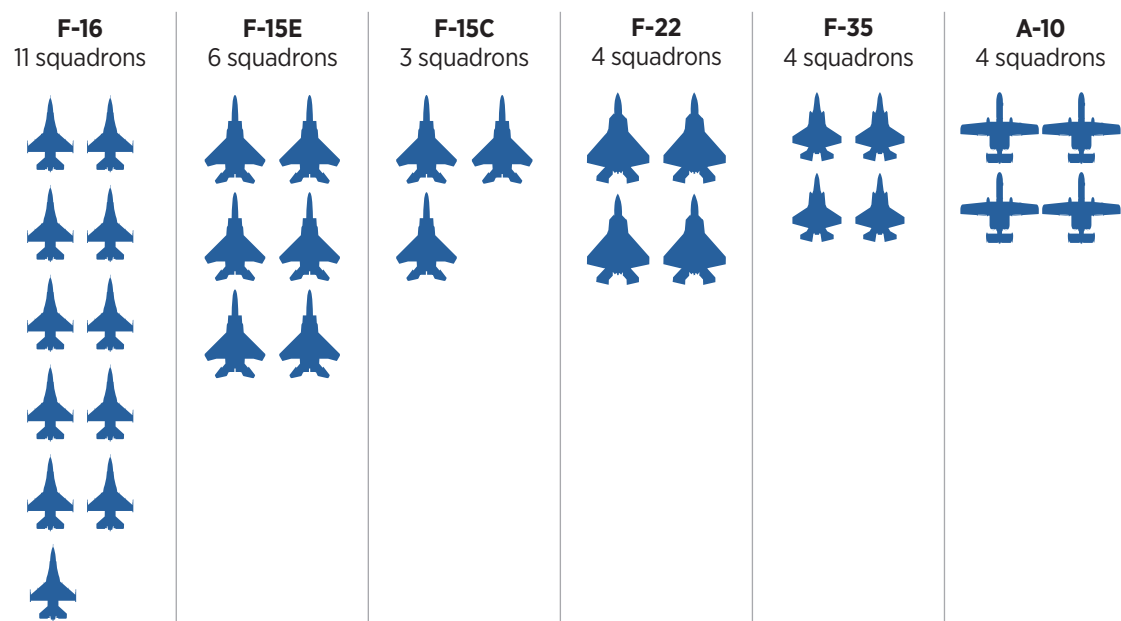 F-16
11 squadrons
F-15E
6 squadrons
F-15C
3 squadrons
F-22
4 squadrons
F-35
4 squadrons
A-10
4 squadrons